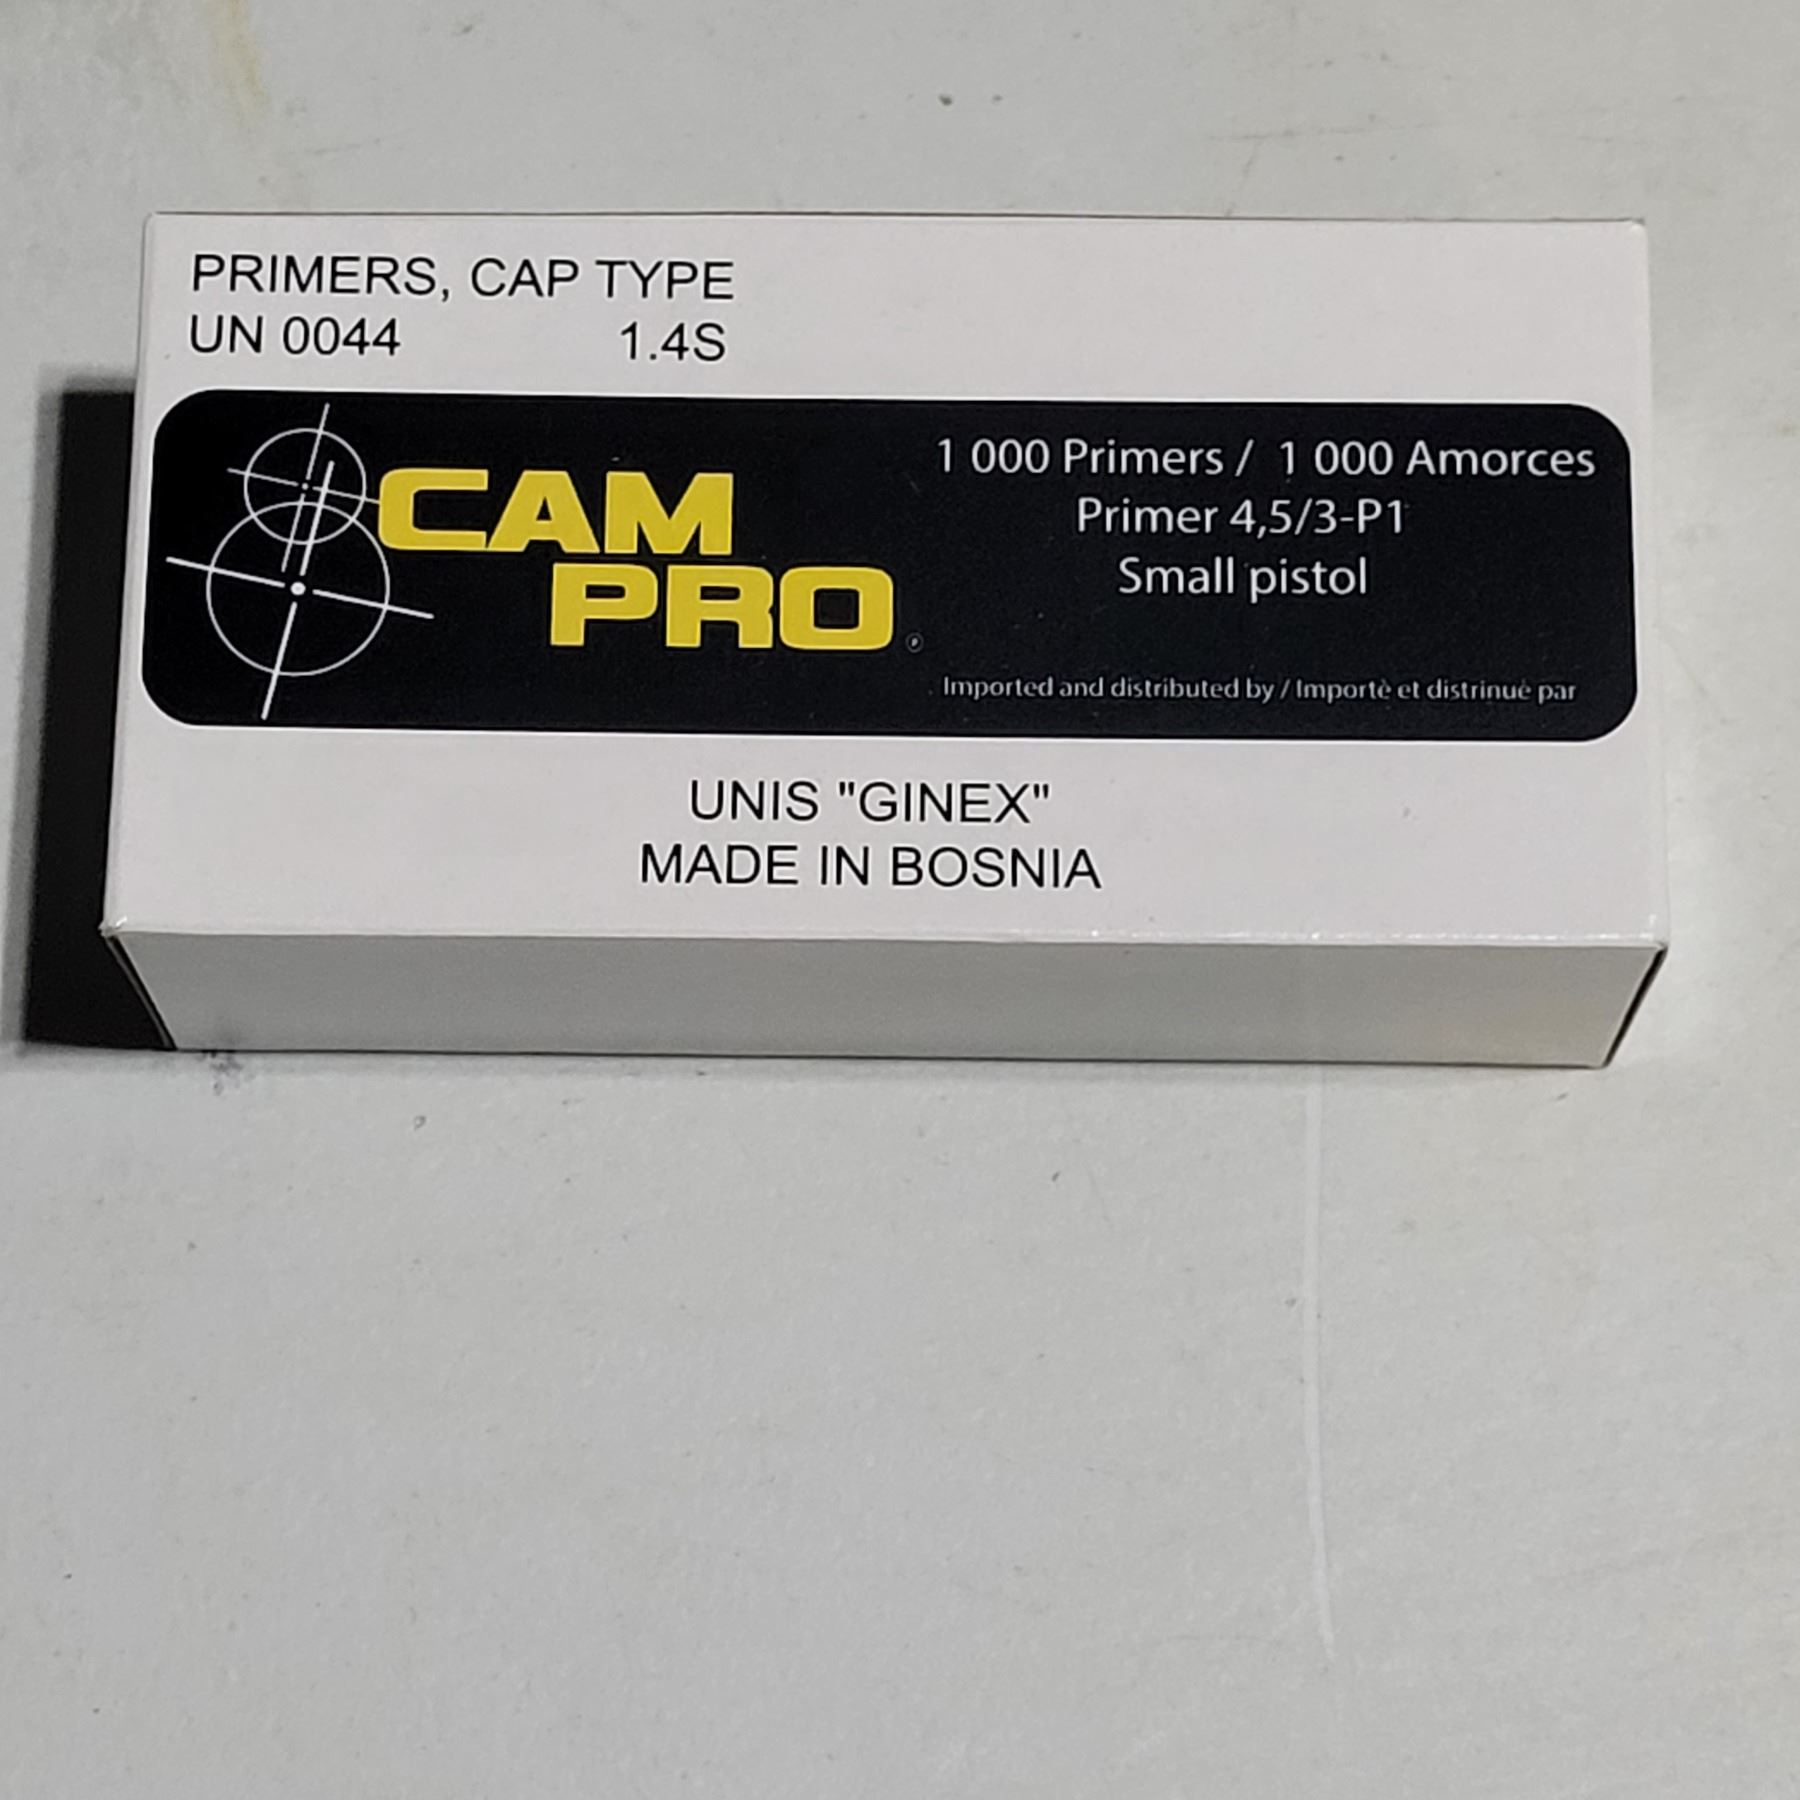 PRIMERS, CAP TYPE
UN 0044 1.4S
CAM
PRO
1 000 Primers / 1 000 Amorces
Primer 4,5/3-P1
Small pistol
Imported and distributed by / Importè et distrinué par
UNIS "GINEX"
MADE IN BOSNIA